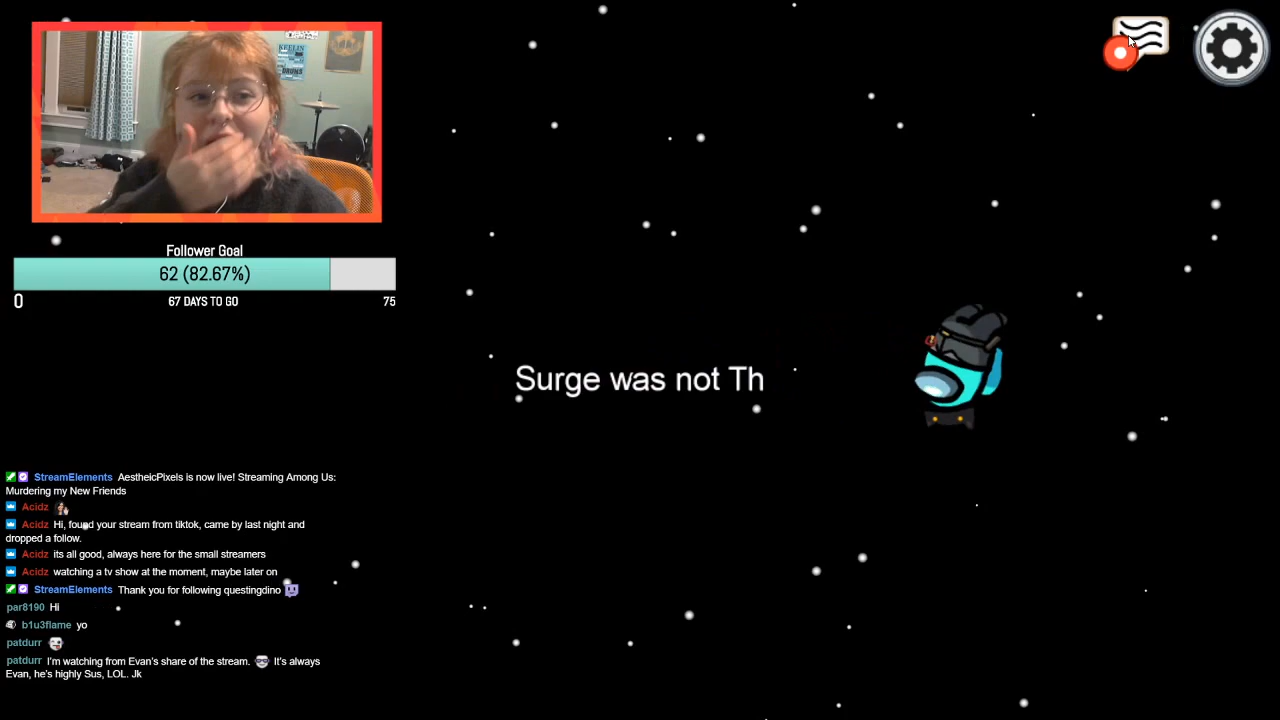 KEELIN
DRUMS
Follower Goal
62 (82.67%)
0
67 DAYS TO GO
75
Surge was not Th
StreamElements AestheicPixels is now live! Streaming Among Us:
Murdering my New Friends
Acidz
Acidz Hi, found your stream from tiktok, came by last night and
dropped a follow.
Acidz its all good, always here for the small streamers
Acidz watching a tv show at the moment, maybe later on
StreamElements Thank you for following questingdino
par8190 Hi
b1u3flame yo
patdurr
patdurr I'm watching from Evan's share of the stream. It's always
Evan, he's highly Sus, LOL. Jk